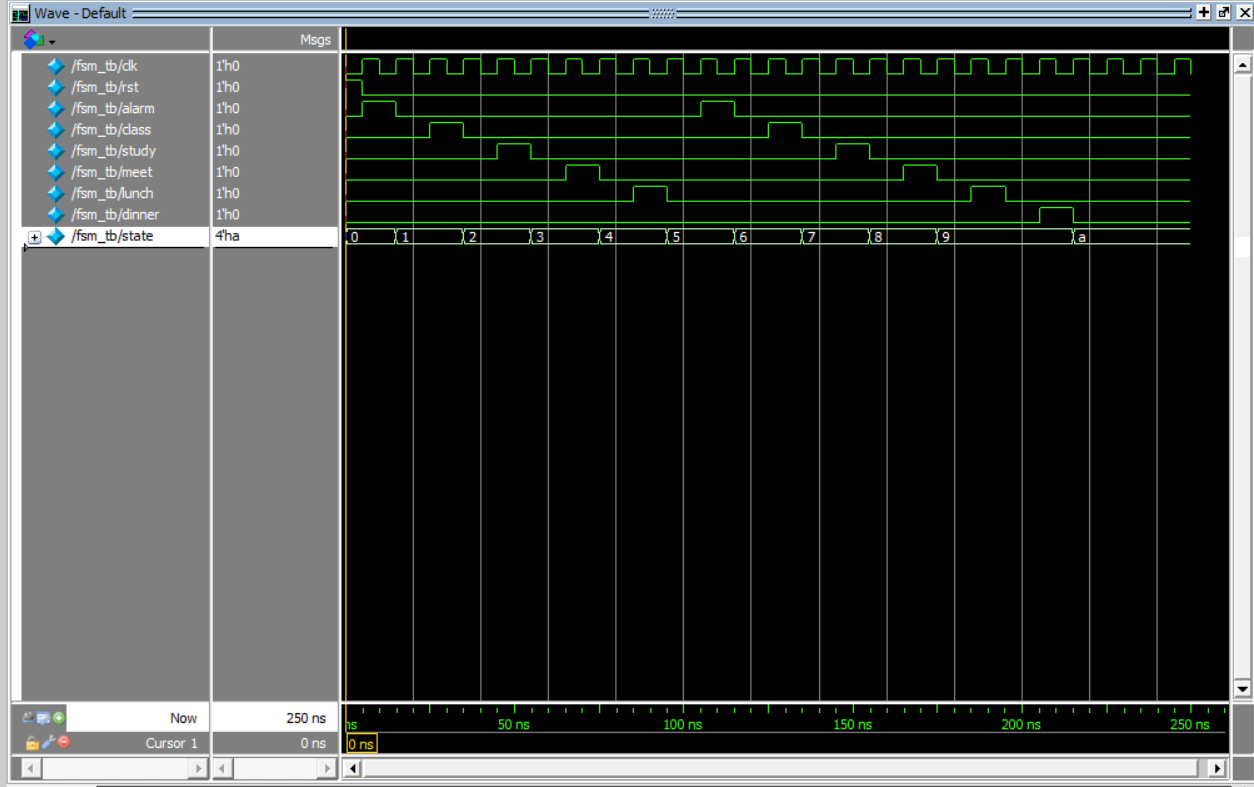 Wave - Default
Msgs
/fsm_tb/clk 1'h0
/fsm_tb/rst 1'h0
/fsm_tb/alarm 1'h0
/fsm_tb/class 1'h0
/fsm_tb/study 1'h0
/fsm_tb/meet 1'h0
/fsm_tb/lunch 1'h0
/fsm_tb/dinner 1'h0
/fsm_tb/state 4'ha 0 1 2 3 4 5 6 7 8 9 a
Now 250 ns ns 50 ns 100 ns 150 ns 200 ns 250 ns
Cursor 1 0 ns 0 ns